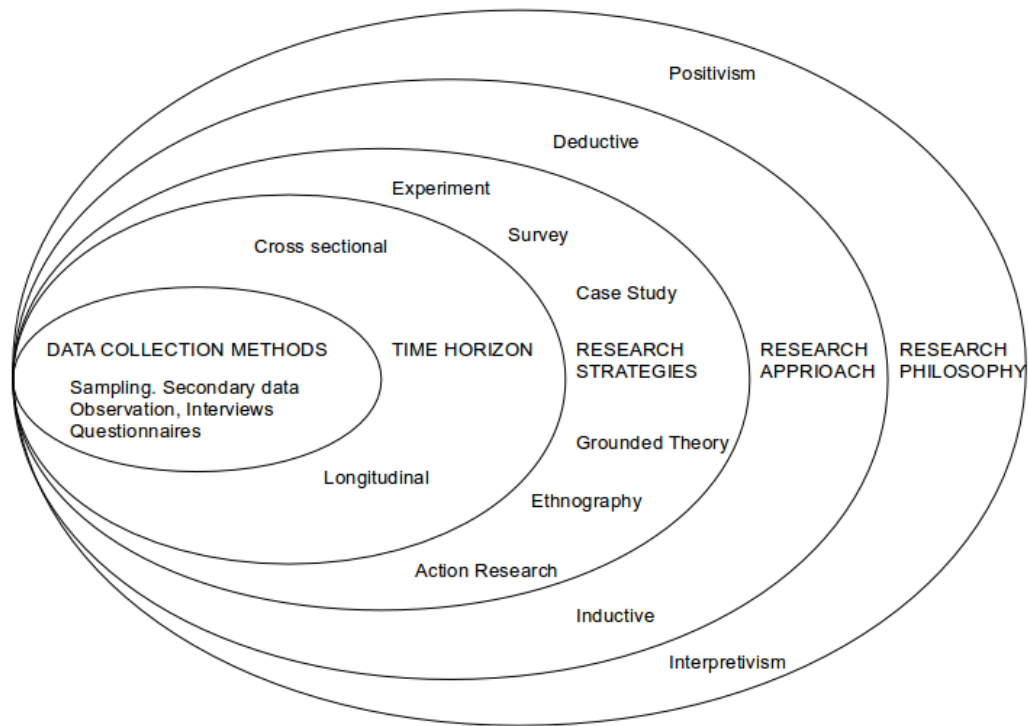 Positivism
Deductive
Experiment
Survey
Cross sectional
Case Study
DATA COLLECTION METHODS
Sampling. Secondary data
Observation, Interviews
Questionnaires
TIME HORIZON
RESEARCH
STRATEGIES
RESEARCH
APPRIOACH
RESEARCH
PHILOSOPHY
Grounded Theory
Longitudinal
Ethnography
Action Research
Inductive
Interpretivism